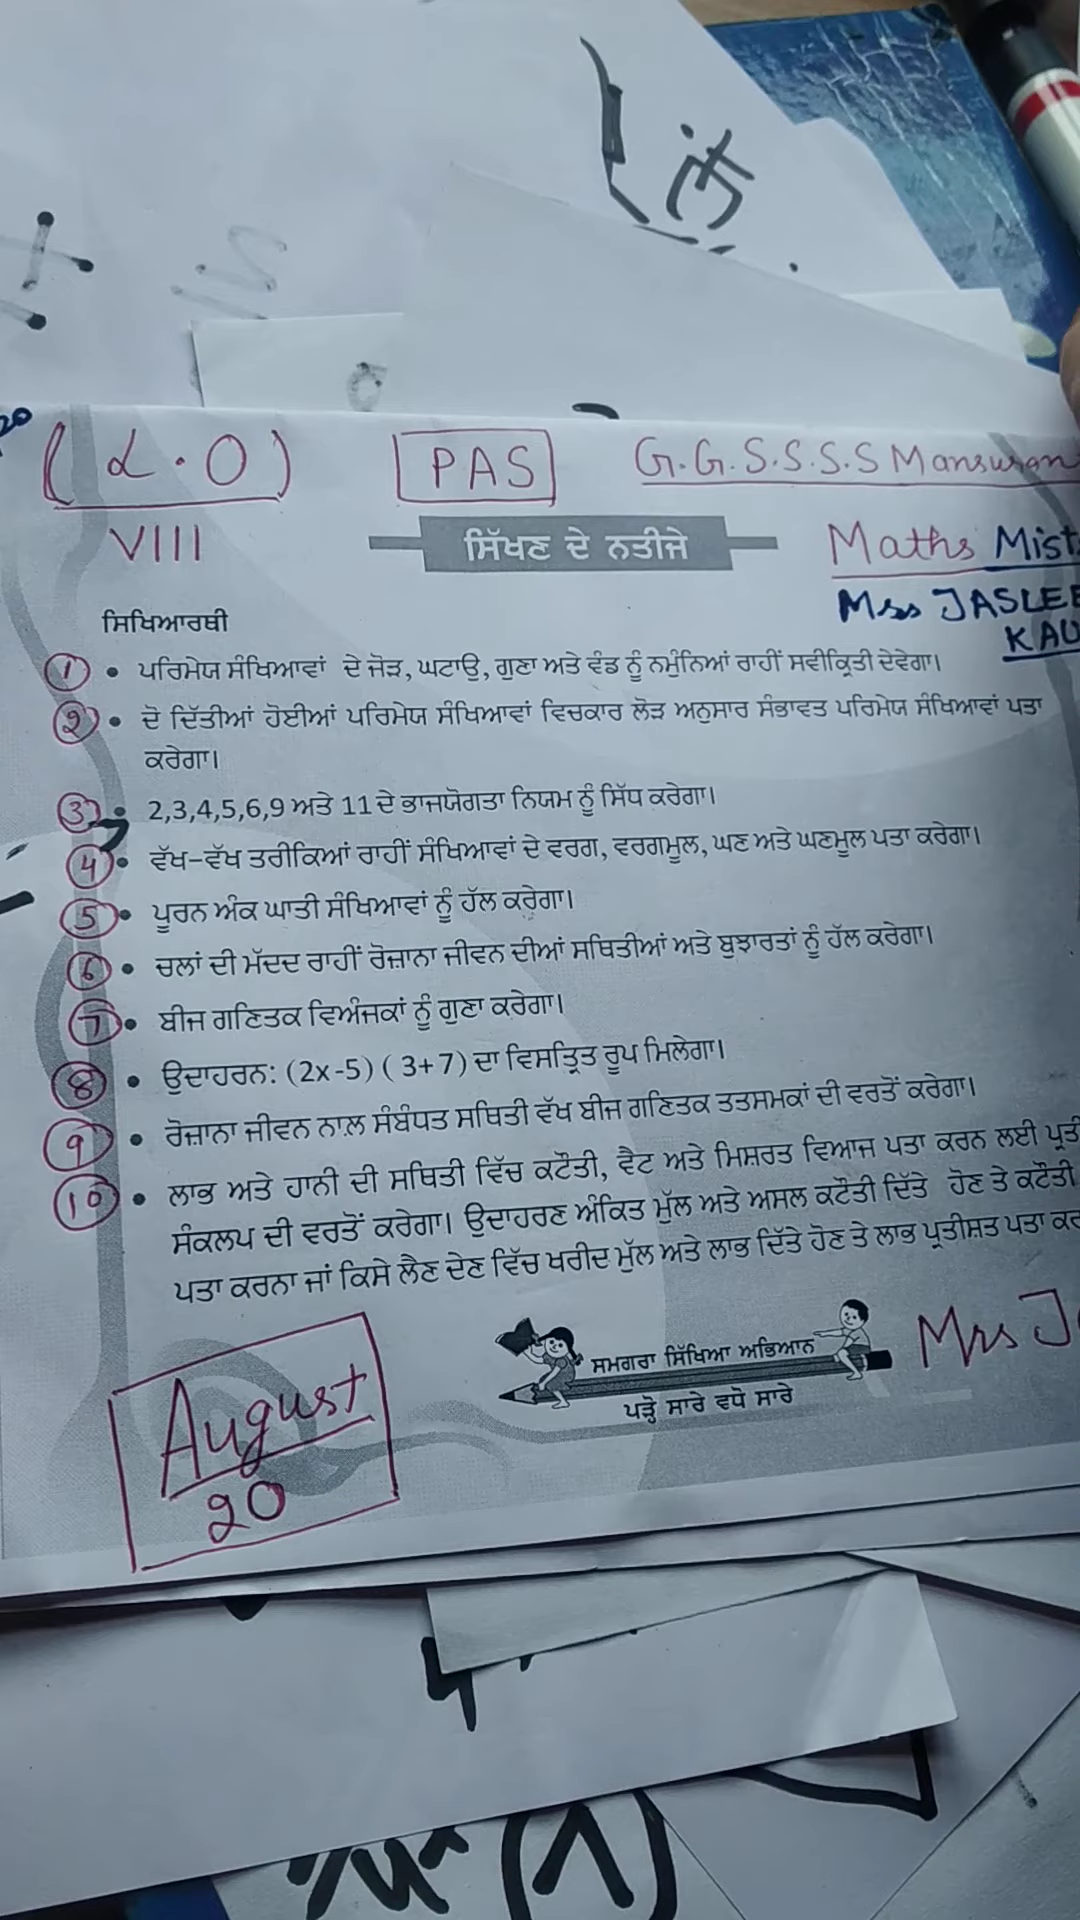 (L.O)
PAS
G.G.S.S.S.S Mansuran
VIII
ਸਿੱਖਣ ਦੇ ਨਤੀਜੇ
Maths Mist
Mrs JASLEE
KAU
ਸਿਖਿਆਰਥੀ
1 • ਪਰਿਮੇਯ ਸੰਖਿਆਵਾਂ ਦੇ ਜੋੜ, ਘਟਾਉ, ਗੁਣਾ ਅਤੇ ਵੰਡ ਨੂੰ ਨਮੁੰਨਿਆਂ ਰਾਹੀਂ ਸਵੀਕ੍ਰਿਤੀ ਦੇਵੇਗਾ।
2 • ਦੋ ਦਿੱਤੀਆਂ ਹੋਈਆਂ ਪਰਿਮੇਯ ਸੰਖਿਆਵਾਂ ਵਿਚਕਾਰ ਲੋੜ ਅਨੁਸਾਰ ਸੰਭਾਵਤ ਪਰਿਮੇਯ ਸੰਖਿਆਵਾਂ ਪਤਾ
ਕਰੇਗਾ।
3 • 2,3,4,5,6,9 ਅਤੇ 11 ਦੇ ਭਾਜਯੋਗਤਾ ਨਿਯਮ ਨੂੰ ਸਿੱਧ ਕਰੇਗਾ।
4 • ਵੱਖ-ਵੱਖ ਤਰੀਕਿਆਂ ਰਾਹੀਂ ਸੰਖਿਆਵਾਂ ਦੇ ਵਰਗ, ਵਰਗਮੂਲ, ਘਣ ਅਤੇ ਘਣਮੂਲ ਪਤਾ ਕਰੇਗਾ।
5 • ਪੂਰਨ ਅੰਕ ਘਾਤੀ ਸੰਖਿਆਵਾਂ ਨੂੰ ਹੱਲ ਕਰੇਗਾ।
6 • ਚਲਾਂ ਦੀ ਮੱਦਦ ਰਾਹੀਂ ਰੋਜ਼ਾਨਾ ਜੀਵਨ ਦੀਆਂ ਸਥਿਤੀਆਂ ਅਤੇ ਬੁਝਾਰਤਾਂ ਨੂੰ ਹੱਲ ਕਰੇਗਾ।
7 • ਬੀਜ ਗਣਿਤਕ ਵਿਅੰਜਕਾਂ ਨੂੰ ਗੁਣਾ ਕਰੇਗਾ।
8 • ਉਦਾਹਰਨ: (2x-5) ( 3+7) ਦਾ ਵਿਸਤ੍ਰਿਤ ਰੂਪ ਮਿਲੇਗਾ।
9 • ਰੋਜ਼ਾਨਾ ਜੀਵਨ ਨਾਲ਼ ਸੰਬੰਧਤ ਸਥਿਤੀ ਵੱਖ ਬੀਜ ਗਣਿਤਕ ਤਤਸਮਕਾਂ ਦੀ ਵਰਤੋਂ ਕਰੇਗਾ।
10 • ਲਾਭ ਅਤੇ ਹਾਨੀ ਦੀ ਸਥਿਤੀ ਵਿੱਚ ਕਟੌਤੀ, ਵੈਟ ਅਤੇ ਮਿਸ਼ਰਤ ਵਿਆਜ ਪਤਾ ਕਰਨ ਲਈ ਪ੍ਰਤੀ
ਸੰਕਲਪ ਦੀ ਵਰਤੋਂ ਕਰੇਗਾ। ਉਦਾਹਰਣ ਅੰਕਿਤ ਮੁੱਲ ਅਤੇ ਅਸਲ ਕਟੌਤੀ ਦਿੱਤੇ ਹੋਣ ਤੇ ਕਟੌਤੀ
ਪਤਾ ਕਰਨਾ ਜਾਂ ਕਿਸੇ ਲੈਣ ਦੇਣ ਵਿੱਚ ਖਰੀਦ ਮੁੱਲ ਅਤੇ ਲਾਭ ਦਿੱਤੇ ਹੋਣ ਤੇ ਲਾਭ ਪ੍ਰਤੀਸ਼ਤ ਪਤਾ ਕਰ
ਸਮਗਰਾ ਸਿੱਖਿਆ ਅਭਿਆਨ
ਪੜ੍ਹੋ ਸਾਰੇ ਵਧੋ ਸਾਰੇ
Mrs J
August
20